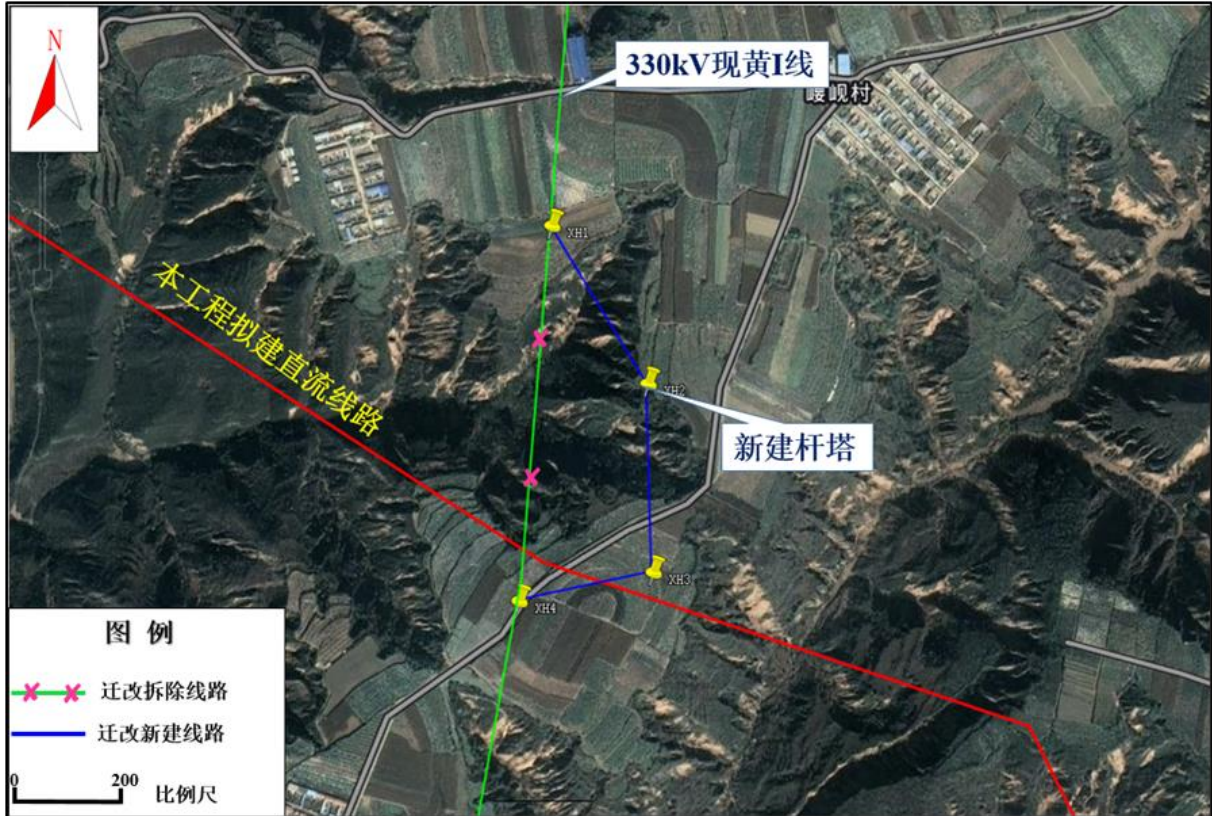 N
330kV现黄I线
崾岘村
XH1
本工程拟建直流线路
XH2
新建杆塔
XH3
XH4
图 例
迁改拆除线路
迁改新建线路
0 200 比例尺